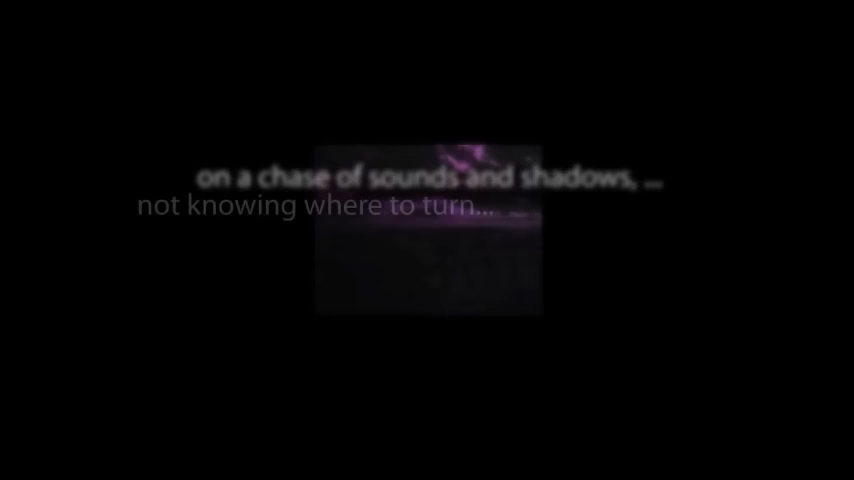 on a chase of sounds and shadows, ...
not knowing where to turn...